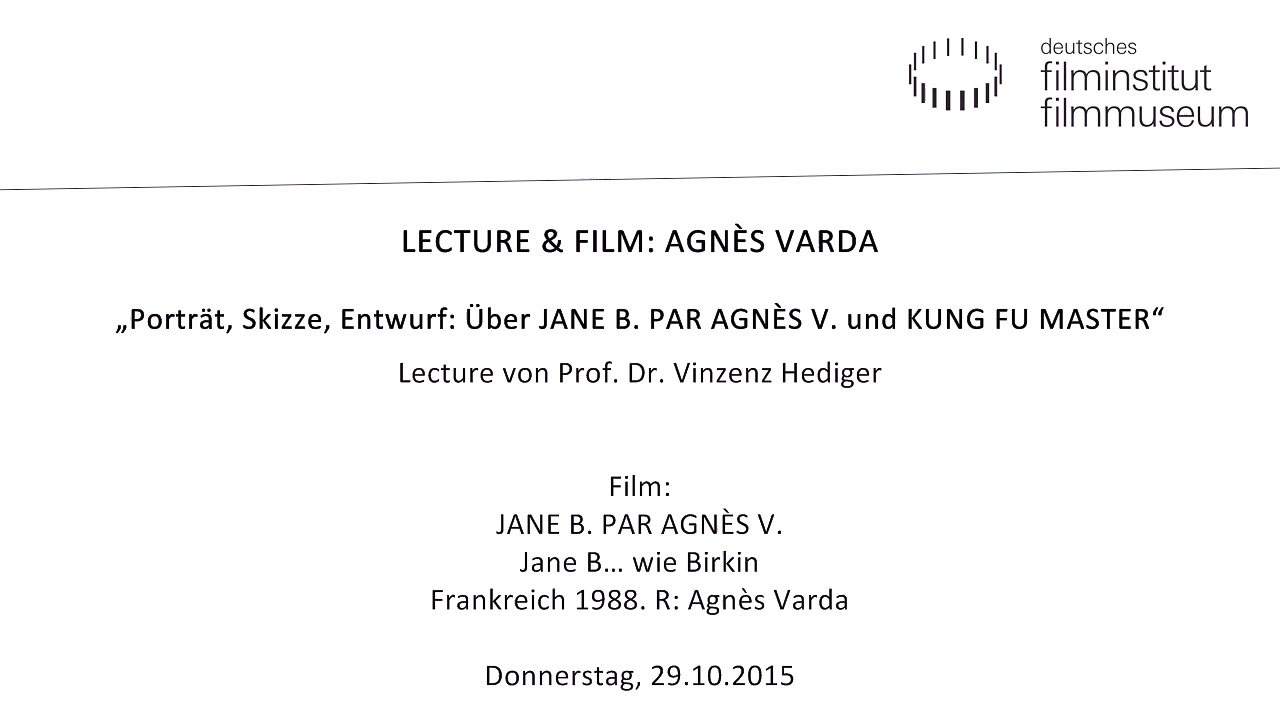 deutsches
filminstitut
filmmuseum
LECTURE & FILM: AGNÈS VARDA
„Porträt, Skizze, Entwurf: Über JANE B. PAR AGNÈS V. und KUNG FU MASTER“
Lecture von Prof. Dr. Vinzenz Hediger
Film:
JANE B. PAR AGNÈS V.
Jane B… wie Birkin
Frankreich 1988. R: Agnès Varda
Donnerstag, 29.10.2015